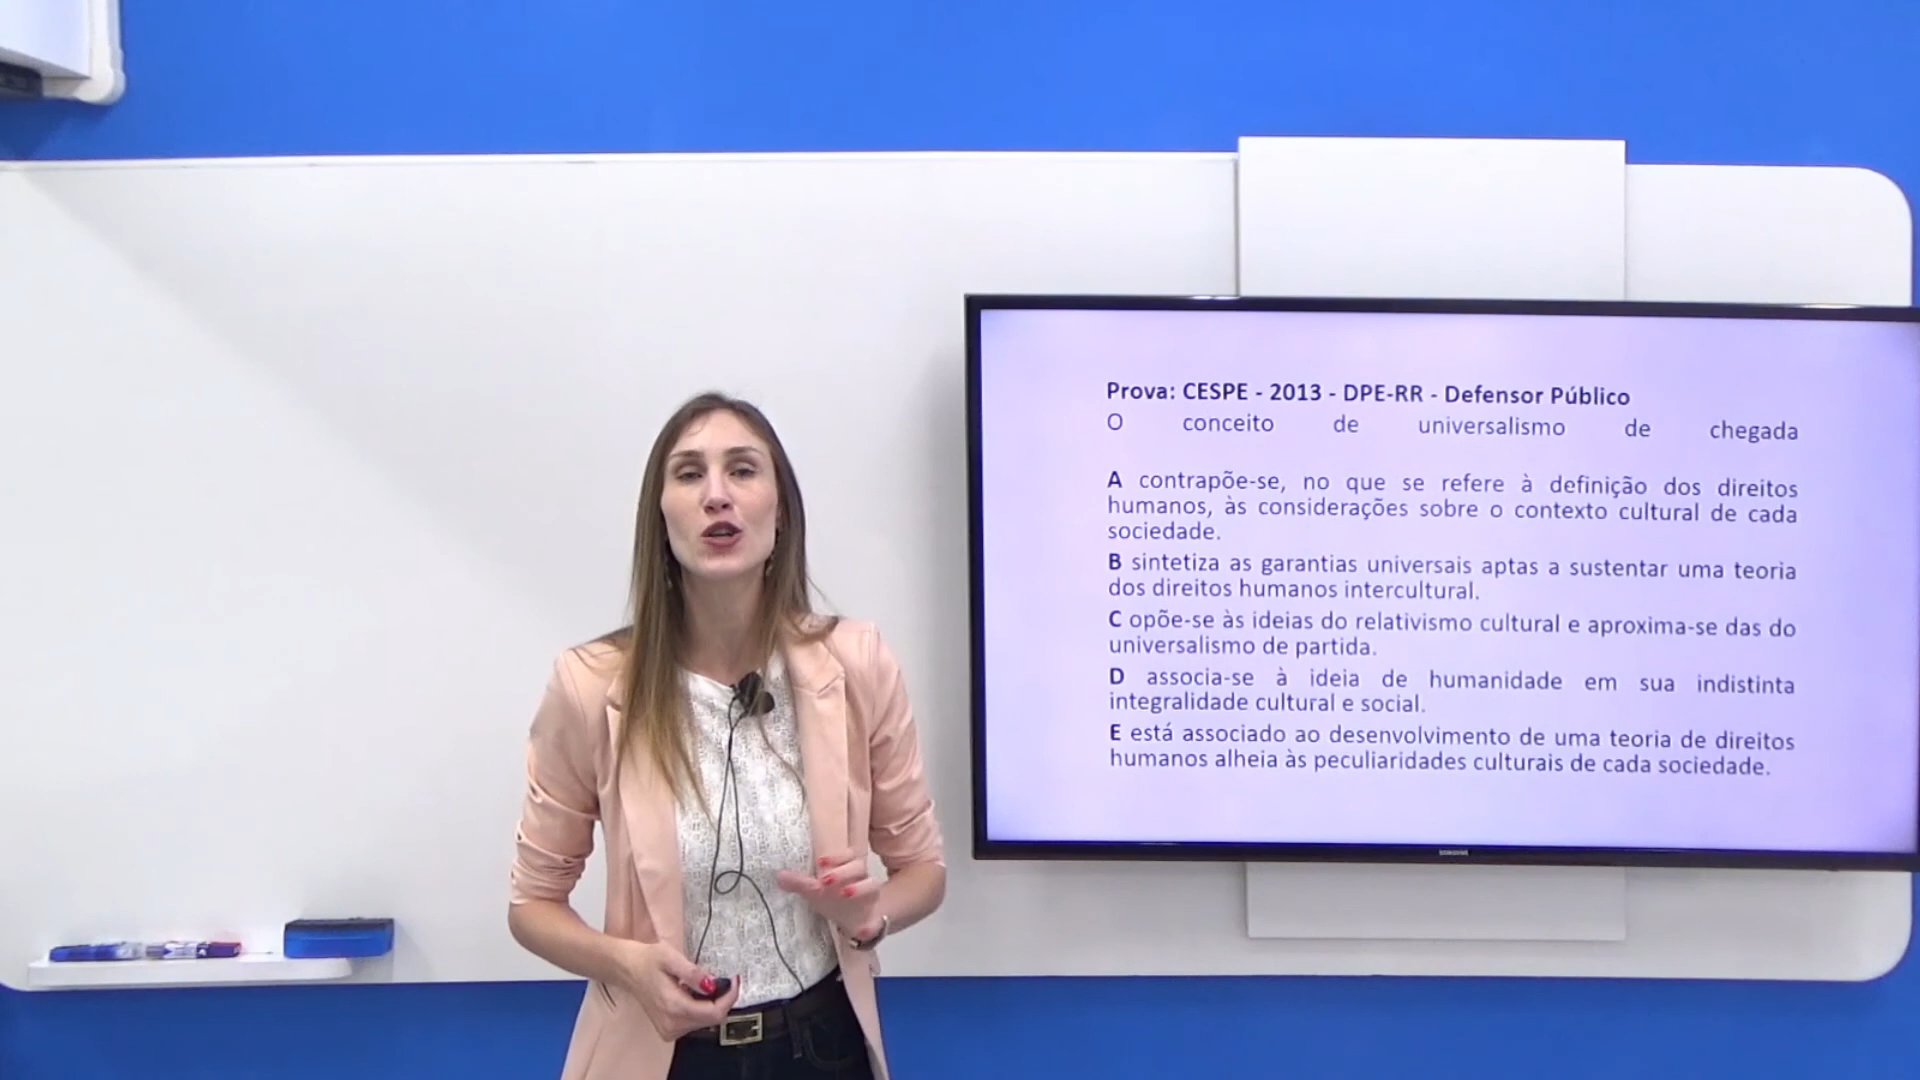 Prova: CESPE - 2013 - DPE-RR - Defensor Público
O conceito de universalismo de chegada
A contrapõe-se, no que se refere à definição dos direitos
humanos, às considerações sobre o contexto cultural de cada
sociedade.
B sintetiza as garantias universais aptas a sustentar uma teoria
dos direitos humanos intercultural.
C opõe-se às ideias do relativismo cultural e aproxima-se das do
universalismo de partida.
D associa-se à ideia de humanidade em sua indistinta
integralidade cultural e social.
E está associado ao desenvolvimento de uma teoria de direitos
humanos alheia às peculiaridades culturais de cada sociedade.
SAMSUNG